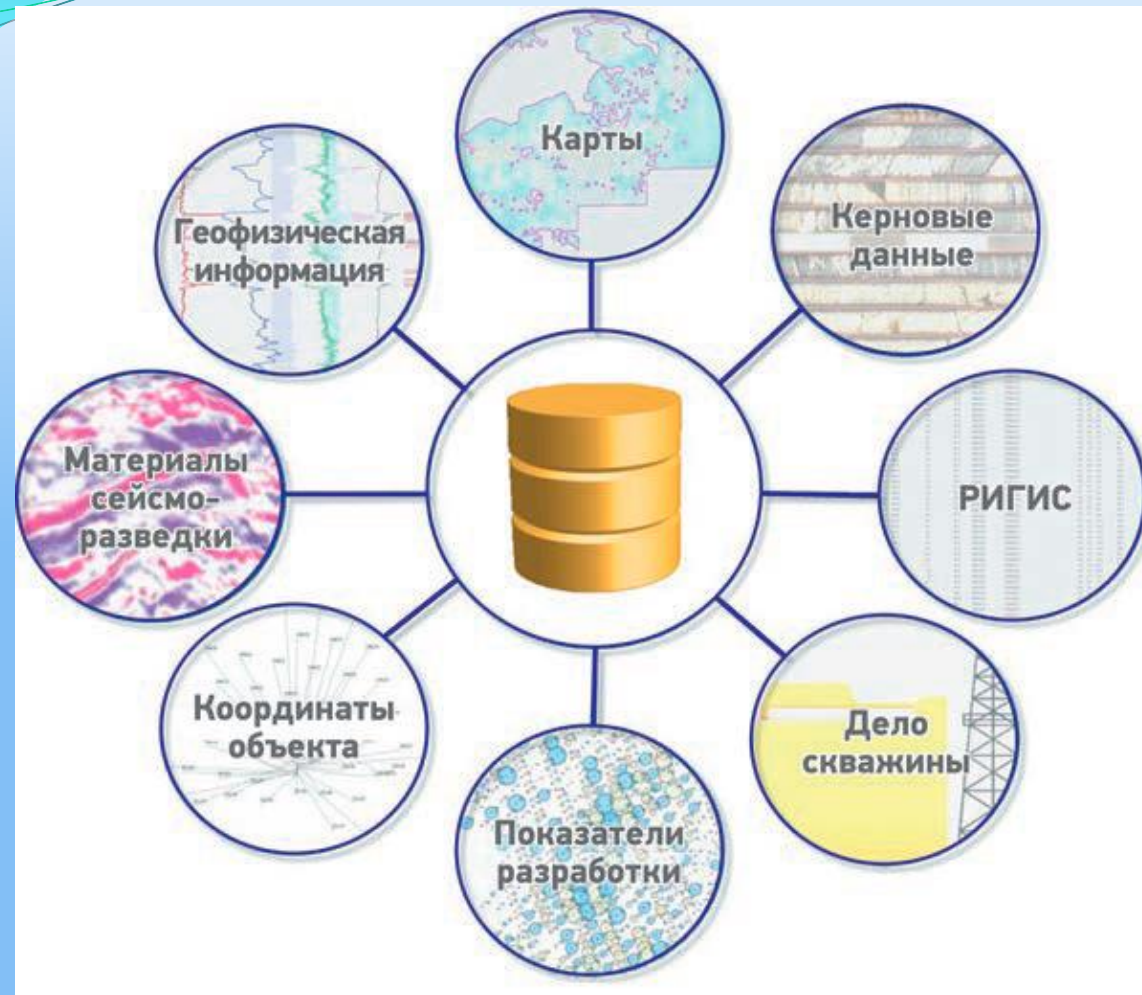 Карты
Геофизическая
информация
Керновые
данные
Материалы
сейсмо-
разведки
РИГИС
Координаты
объекта
Дело
скважины
Показатели
разработки